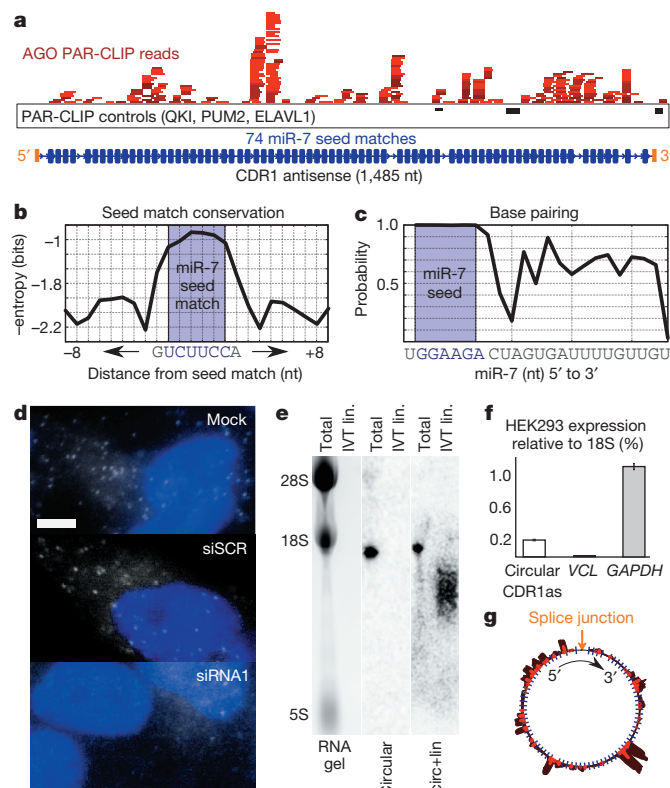 a
AGO PAR-CLIP reads
PAR-CLIP controls (QKI, PUM2, ELAVL1)
74 miR-7 seed matches
5′ 3′
CDR1 antisense (1,485 nt)
b Seed match conservation
–entropy (bits)
–1
–1.8
–2.2
miR-7
seed
match
–8 GUCUUCCA +8
Distance from seed match (nt)
c Base pairing
Probability
1.0
0.5
miR-7
seed
UGGAAGACUAGUGAUUUUGUUGU
miR-7 (nt) 5′ to 3′
d
Mock
siSCR
siRNA1
e
Total IVT lin. Total IVT lin. Total IVT lin.
28S
18S
5S
RNA
gel
Circular
circ+lin
f
HEK293 expression
relative to 18S (%)
1.0
0.6
0.2
Circular VCL GAPDH
CDR1as
g
Splice junction
5′ 3′